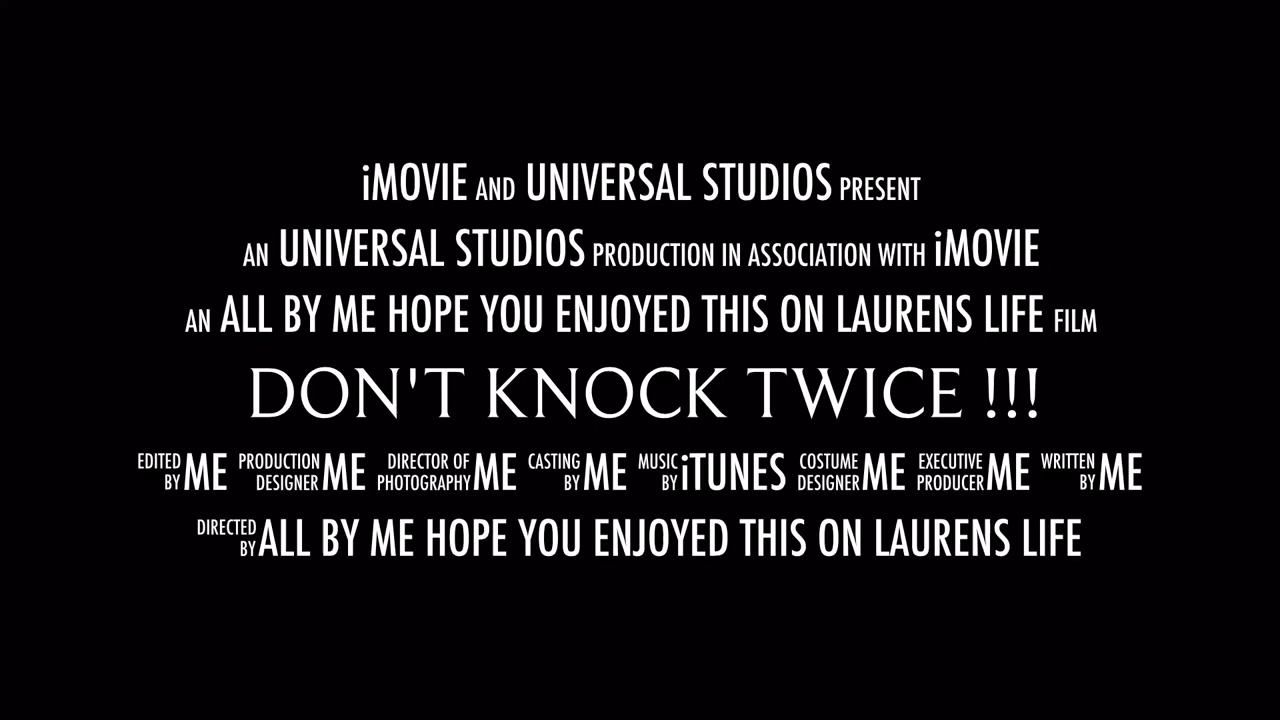 iMOVIE AND UNIVERSAL STUDIOS PRESENT
AN UNIVERSAL STUDIOS PRODUCTION IN ASSOCIATION WITH iMOVIE
AN ALL BY ME HOPE YOU ENJOYED THIS ON LAURENS LIFE FILM
DON'T KNOCK TWICE !!!
EDITED BY ME PRODUCTION DESIGNER ME DIRECTOR OF PHOTOGRAPHY ME CASTING BY ME MUSIC BY iTUNES COSTUME DESIGNER ME EXECUTIVE PRODUCER ME WRITTEN BY ME
DIRECTED BY ALL BY ME HOPE YOU ENJOYED THIS ON LAURENS LIFE